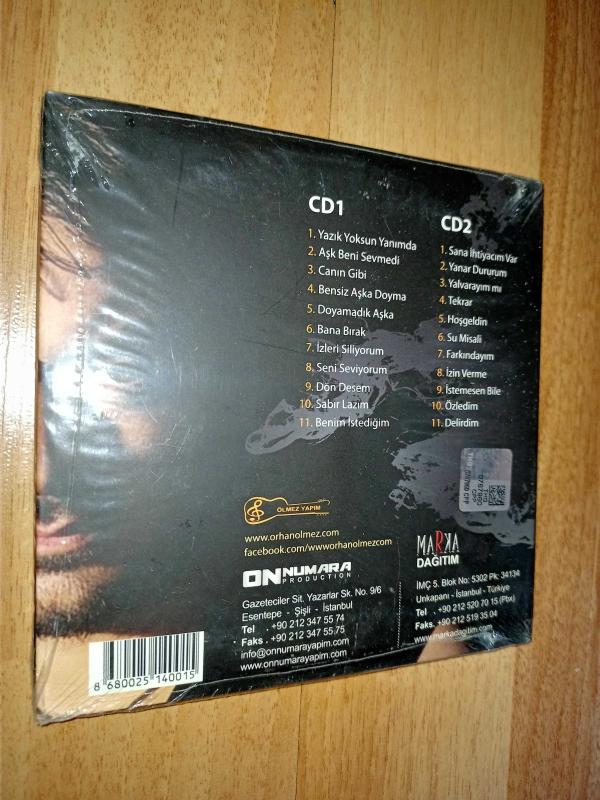 CD1
1. Yazık Yoksun Yanımda
2. Aşk Beni Sevmedi
3. Canın Gibi
4. Bensiz Aşka Doyma
5. Doyamadık Aşka
6. Bana Bırak
7. İzleri Siliyorum
8. Seni Seviyorum
9. Dön Desem
10. Sabır Lazım
11. Benim İstediğim
CD2
1. Sana İhtiyacım Var
2. Yanar Dururum
3. Yalvarayım mı
4. Tekrar
5. Hoşgeldin
6. Su Misali
7. Farkındayım
8. İzin Verme
9. İstemesen Bile
10. Özledim
11. Delirdim
ÖLMEZ YAPIM
www.orhanolmez.com
facebook.com/wwworhanolmezcom
ON NUMARA
PRODUCTION
Gazeteciler Sit. Yazarlar Sk. No. 9/6
Esentepe - Şişli - İstanbul
Tel . +90 212 347 55 74
Faks . +90 212 347 55 75
info@onnumarayapim.com
www.onnumarayapim.com
MARKA
DAĞITIM
İMÇ 5. Blok No: 5302 Pk: 34134
Unkapanı - İstanbul - Türkiye
Tel . +90 212 520 70 15 (Pbx)
Faks. +90 212 519 35 04
www.markadagitim.com
8 680025 140015